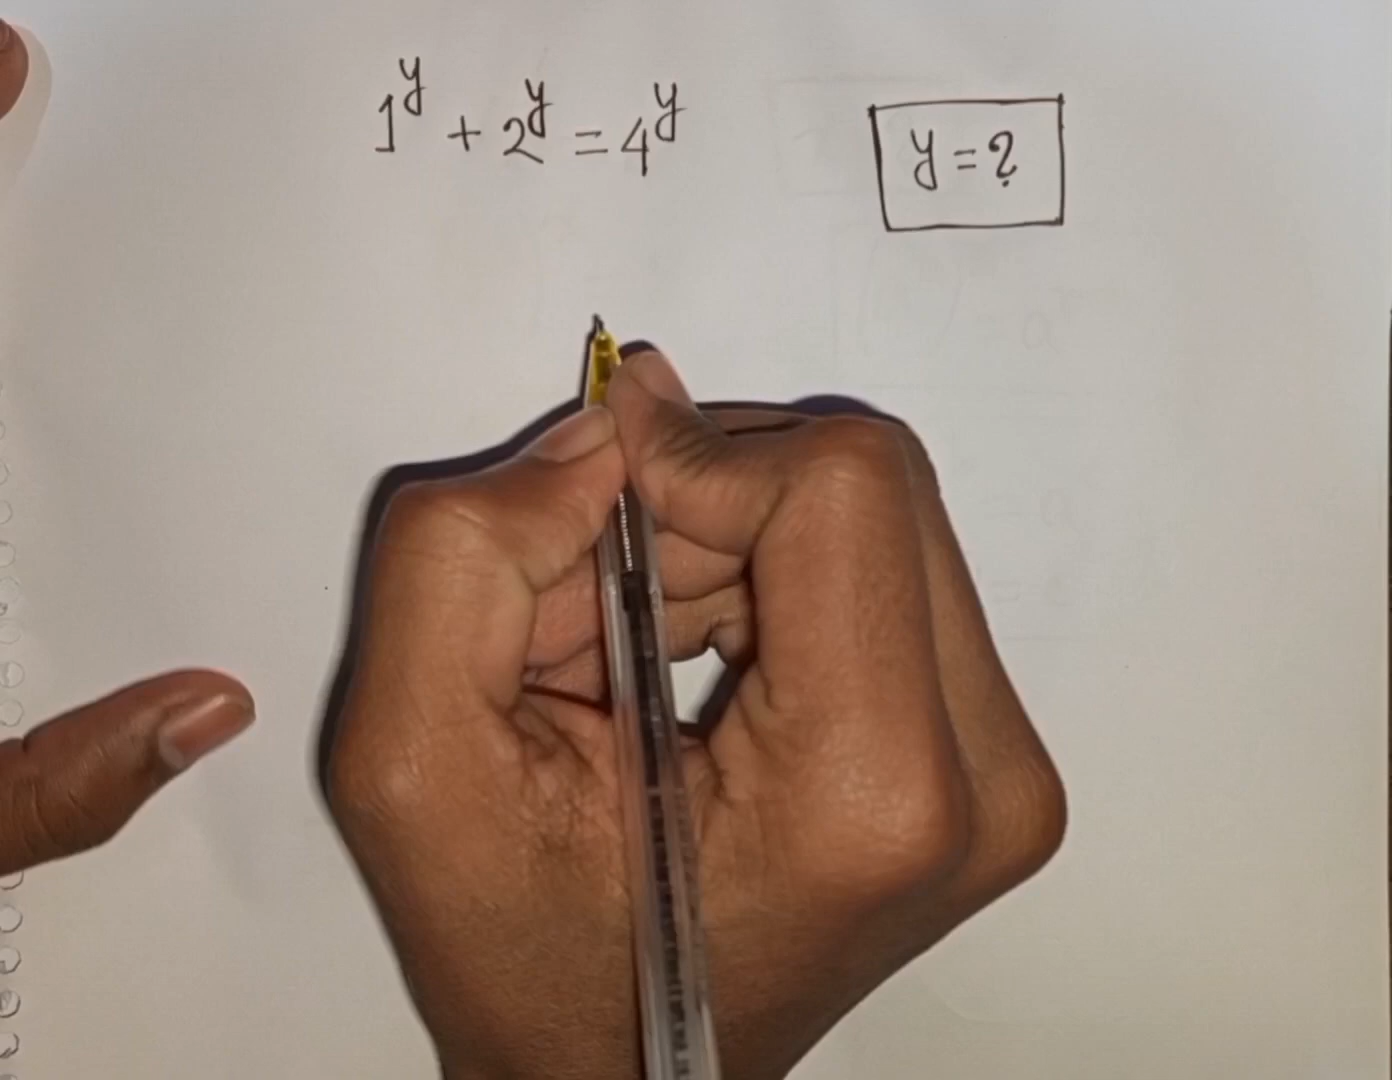 1^y + 2^y = 4^y
y = ?